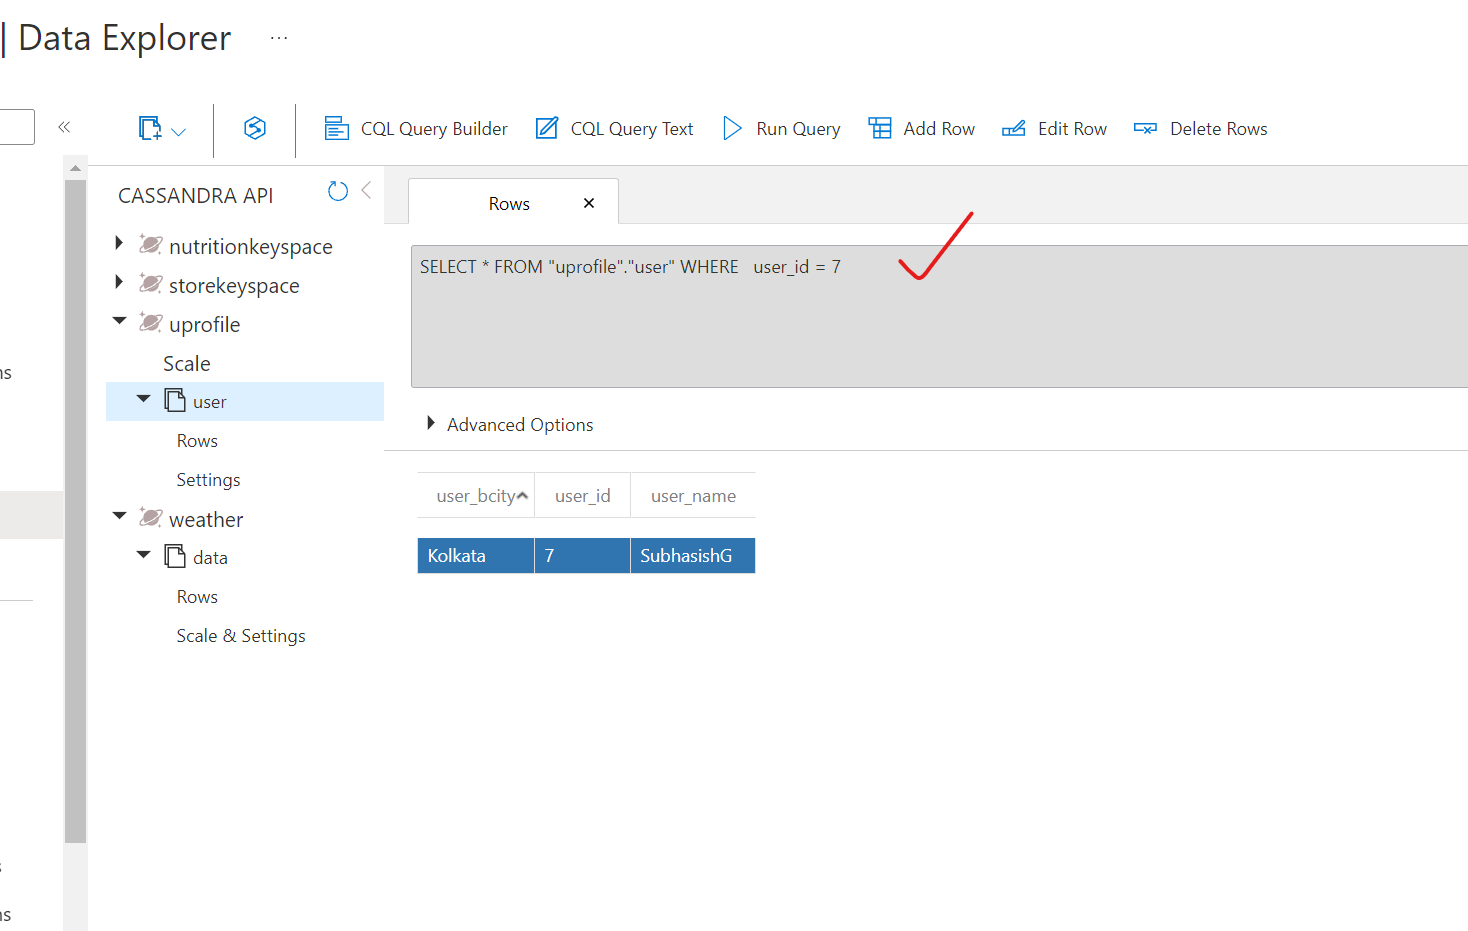 | Data Explorer ...
CQL Query Builder CQL Query Text Run Query Add Row Edit Row Delete Rows
CASSANDRA API
nutritionkeyspace
storekeyspace
uprofile
Scale
user
Rows
Settings
weather
data
Rows
Scale & Settings
Rows
SELECT * FROM "uprofile"."user" WHERE user_id = 7
Advanced Options
user_bcity user_id user_name
Kolkata 7 SubhasishG
ns
s
ns